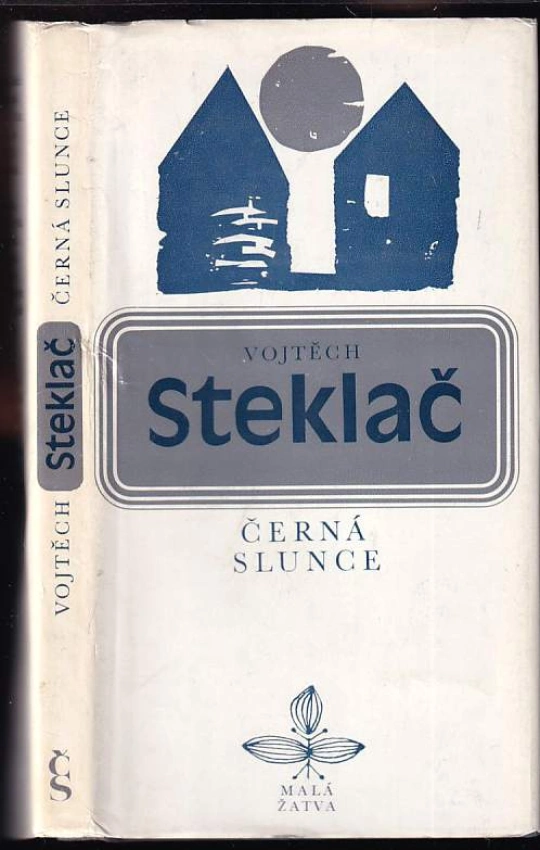 VOJTĚCH
Steklač
ČERNÁ
SLUNCE
MALÁ
ŽATVA
VOJTĚCH Steklač ČERNÁ SLUNCE